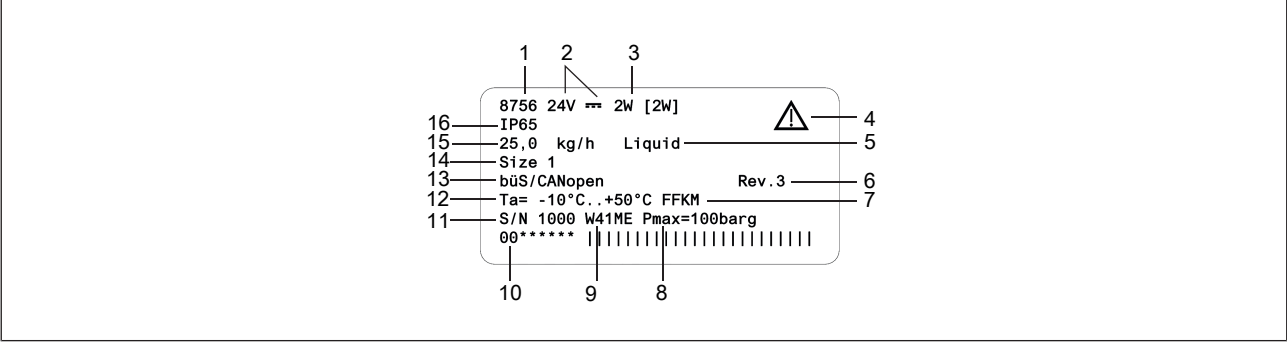 1 2 3
8756 24V ⎓ 2W [2W]
4
16 IP65
15 25,0 kg/h Liquid 5
14 Size 1
13 büS/CANopen Rev.3 6
12 Ta= -10°C..+50°C FFKM 7
11 S/N 1000 W41ME Pmax=100barg
00******
10 9 8